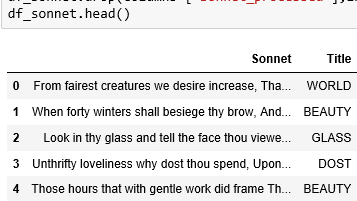 df_sonnet.head()
Sonnet Title
0 From fairest creatures we desire increase, Tha... WORLD
1 When forty winters shall besiege thy brow, And... BEAUTY
2 Look in thy glass and tell the face thou viewe... GLASS
3 Unthrifty loveliness why dost thou spend, Upon... DOST
4 Those hours that with gentle work did frame Th... BEAUTY